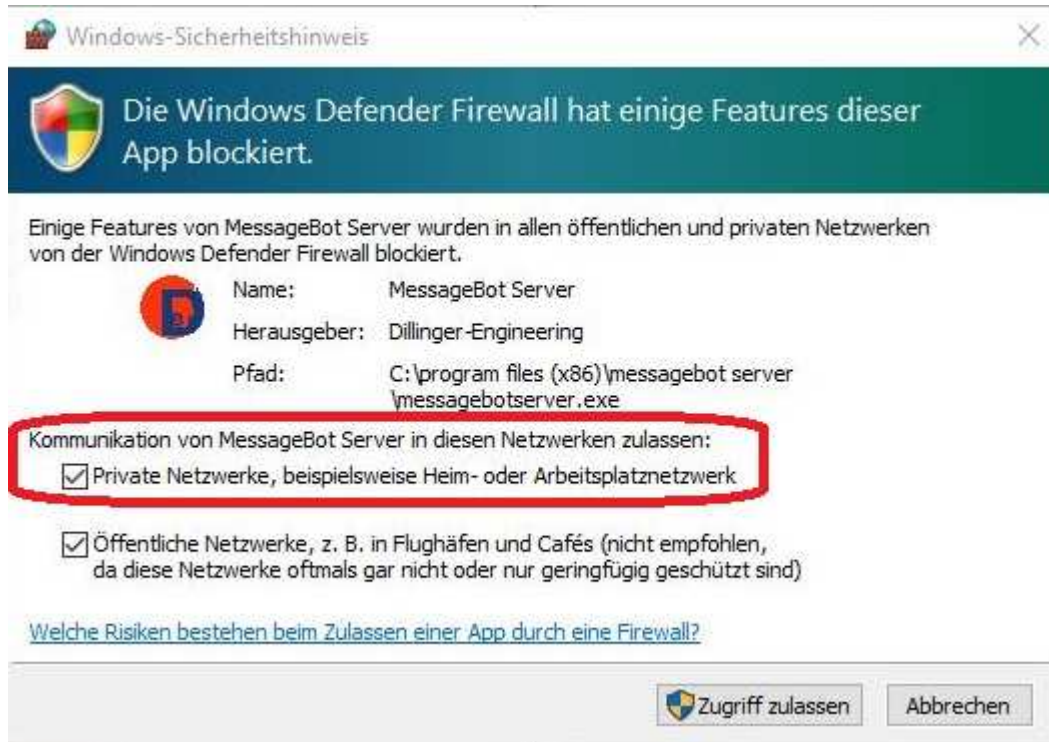 Windows-Sicherheitshinweis
Die Windows Defender Firewall hat einige Features dieser
App blockiert.
Einige Features von MessageBot Server wurden in allen öffentlichen und privaten Netzwerken
von der Windows Defender Firewall blockiert.
Name: MessageBot Server
Herausgeber: Dillinger-Engineering
Pfad: C:\program files (x86)\messagebot server
\messagebotserver.exe
Kommunikation von MessageBot Server in diesen Netzwerken zulassen:
Private Netzwerke, beispielsweise Heim- oder Arbeitsplatznetzwerk
Öffentliche Netzwerke, z. B. in Flughäfen und Cafés (nicht empfohlen,
da diese Netzwerke oftmals gar nicht oder nur geringfügig geschützt sind)
Welche Risiken bestehen beim Zulassen einer App durch eine Firewall?
Zugriff zulassen Abbrechen